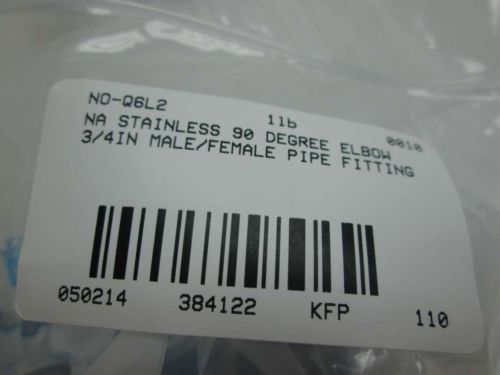 NO-Q6L2 11b 0010
NA STAINLESS 90 DEGREE ELBOW
3/4IN MALE/FEMALE PIPE FITTING
050214 384122 KFP 110